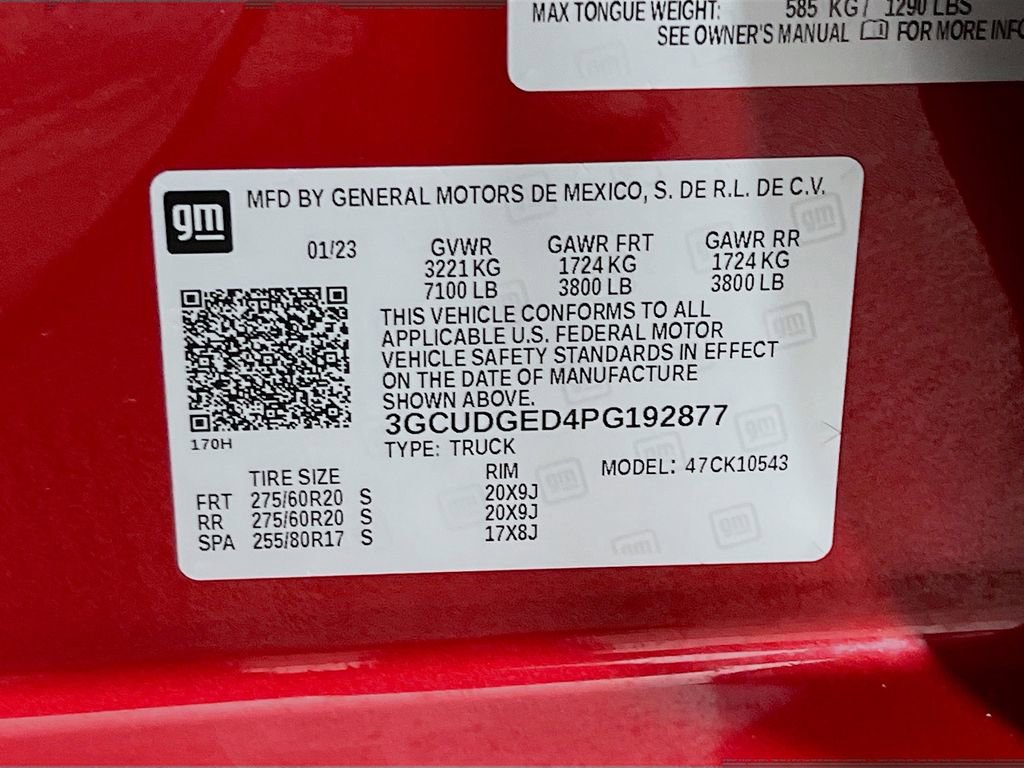 MAX TONGUE WEIGHT: 585 KG / 1290 LBS
SEE OWNER'S MANUAL FOR MORE INFO
gm
MFD BY GENERAL MOTORS DE MEXICO, S. DE R.L. DE C.V.
01/23 GVWR GAWR FRT GAWR RR
3221 KG 1724 KG 1724 KG
7100 LB 3800 LB 3800 LB
THIS VEHICLE CONFORMS TO ALL
APPLICABLE U.S. FEDERAL MOTOR
VEHICLE SAFETY STANDARDS IN EFFECT
ON THE DATE OF MANUFACTURE
SHOWN ABOVE.
3GCUDGED4PG192877
170H
TYPE: TRUCK
MODEL: 47CK10543
TIRE SIZE RIM
FRT 275/60R20 S 20X9J
RR 275/60R20 S 20X9J
SPA 255/80R17 S 17X8J